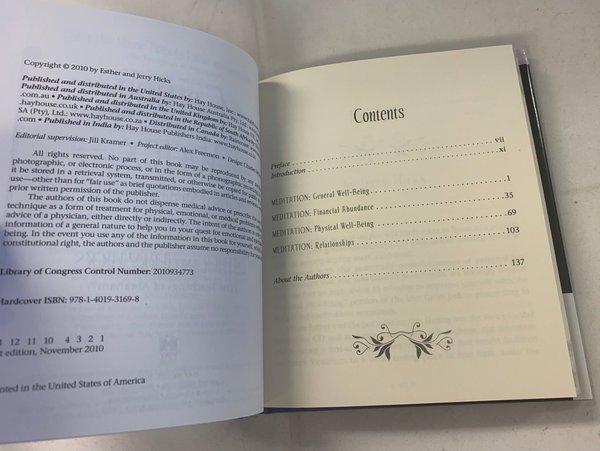 Copyright © 2010 by Esther and Jerry Hicks
Published and distributed in the United States by: Hay House, Inc.:
Published and distributed in Australia by: Hay House Australia Pty. Ltd.:
.com.au • Published and distributed in the United Kingdom by: Hay House
.hayhouse.co.uk • Published and distributed in the Republic of South Africa
SA (Pty), Ltd.: www.hayhouse.co.za • Distributed in Canada by: Raincoast
.com • Published in India by: Hay House Publishers India: www.hayhouse
Editorial supervision: Jill Kramer • Project editor: Alex Freemon • Design:
All rights reserved. No part of this book may be reproduced by any
photographic, or electronic process, or in the form of a phonographic
it be stored in a retrieval system, transmitted, or otherwise be copied for
use—other than for "fair use" as brief quotations embodied in articles and
prior written permission of the publisher.
The authors of this book do not dispense medical advice or prescribe the
technique as a form of treatment for physical, emotional, or medical problems
advice of a physician, either directly or indirectly. The intent of the authors
information of a general nature to help you in your quest for emotional and
being. In the event you use any of the information in this book for yourself,
constitutional right, the authors and the publisher assume no responsibility for
Library of Congress Control Number: 2010934773
Hardcover ISBN: 978-1-4019-3169-8
12 11 10 4 3 2 1
t edition, November 2010
nted in the United States of America
Contents
Preface vii
Introduction xi
MEDITATION: General Well-Being 1
MEDITATION: Financial Abundance 35
MEDITATION: Physical Well-Being 69
MEDITATION: Relationships 103
About the Authors 137